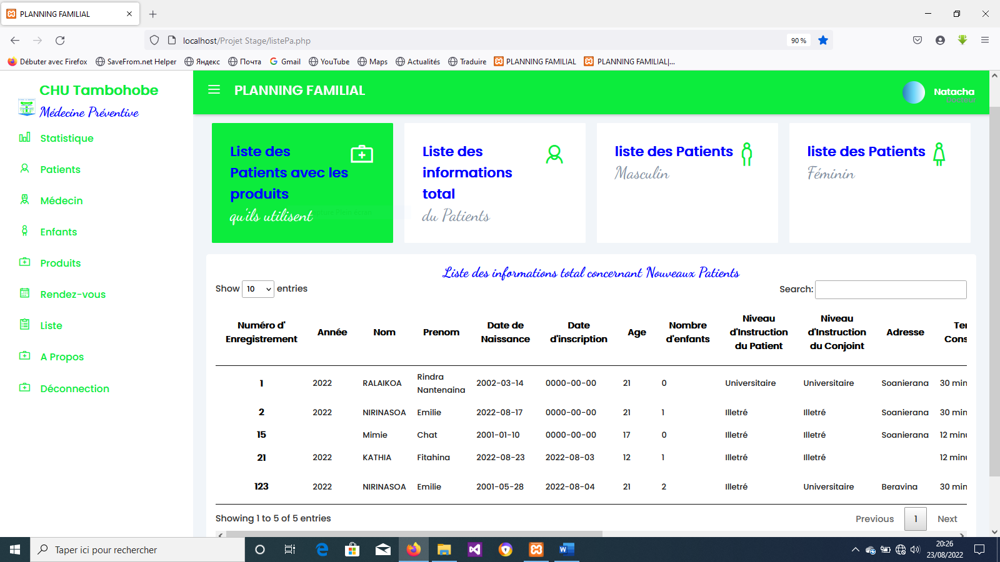 PLANNING FAMILIAL
localhost/Projet Stage/listePa.php
90 %
Débuter avec Firefox
SaveFrom.net Helper
Яндекс
Почта
Gmail
YouTube
Maps
Actualités
Traduire
PLANNING FAMILIAL
PLANNING FAMILIAL|...
CHU Tambohobe
Médecine Préventive
Statistique
Patients
Médecin
Enfants
Produits
Rendez-vous
Liste
A Propos
Déconnection
PLANNING FAMILIAL
Natacha
Liste des
Patients avec les
produits
qu'ils utilisent
Liste des
informations
total
du Patients
liste des Patients
Masculin
liste des Patients
Féminin
Liste des informations total concernant Nouveaux Patients
Show 10 entries
Search:
Numéro d' Enregistrement Année Nom Prenom Date de Naissance Date d'inscription Age Nombre d'enfants Niveau d'Instruction du Patient Niveau d'Instruction du Conjoint Adresse Ter Cons
1 2022 RALAIKOA Rindra Nantenaina 2002-03-14 0000-00-00 21 0 Universitaire Universitaire Soanierana 30 min
2 2022 NIRINASOA Emilie 2022-08-17 0000-00-00 21 1 Illetré Illetré Soanierana 30 min
15 Mimie Chat 2001-01-10 0000-00-00 17 0 Illetré Illetré Soanierana 12 minu
21 2022 KATHIA Fitahina 2022-08-23 2022-08-03 12 1 Illetré Illetré 12 minu
123 2022 NIRINASOA Emilie 2001-05-28 2022-08-04 21 2 Illetré Universitaire Beravina 30 min
Showing 1 to 5 of 5 entries
Previous 1 Next
Taper ici pour rechercher
20:26
23/08/2022